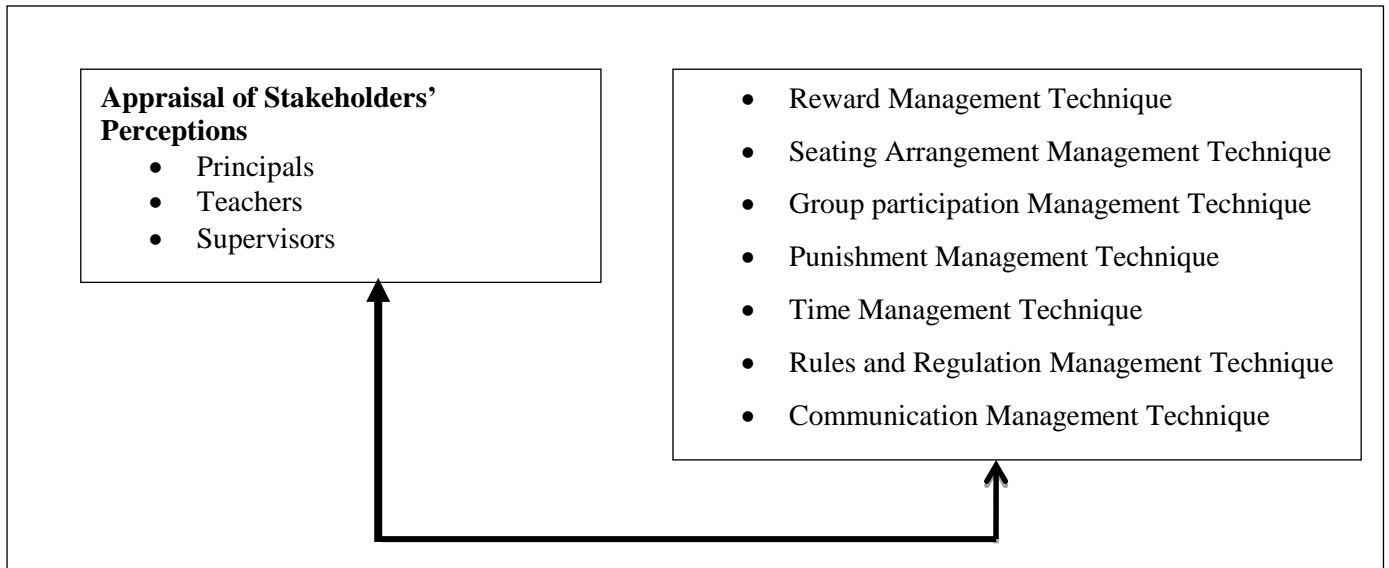 Appraisal of Stakeholders’
Perceptions
• Principals
• Teachers
• Supervisors
• Reward Management Technique
• Seating Arrangement Management Technique
• Group participation Management Technique
• Punishment Management Technique
• Time Management Technique
• Rules and Regulation Management Technique
• Communication Management Technique